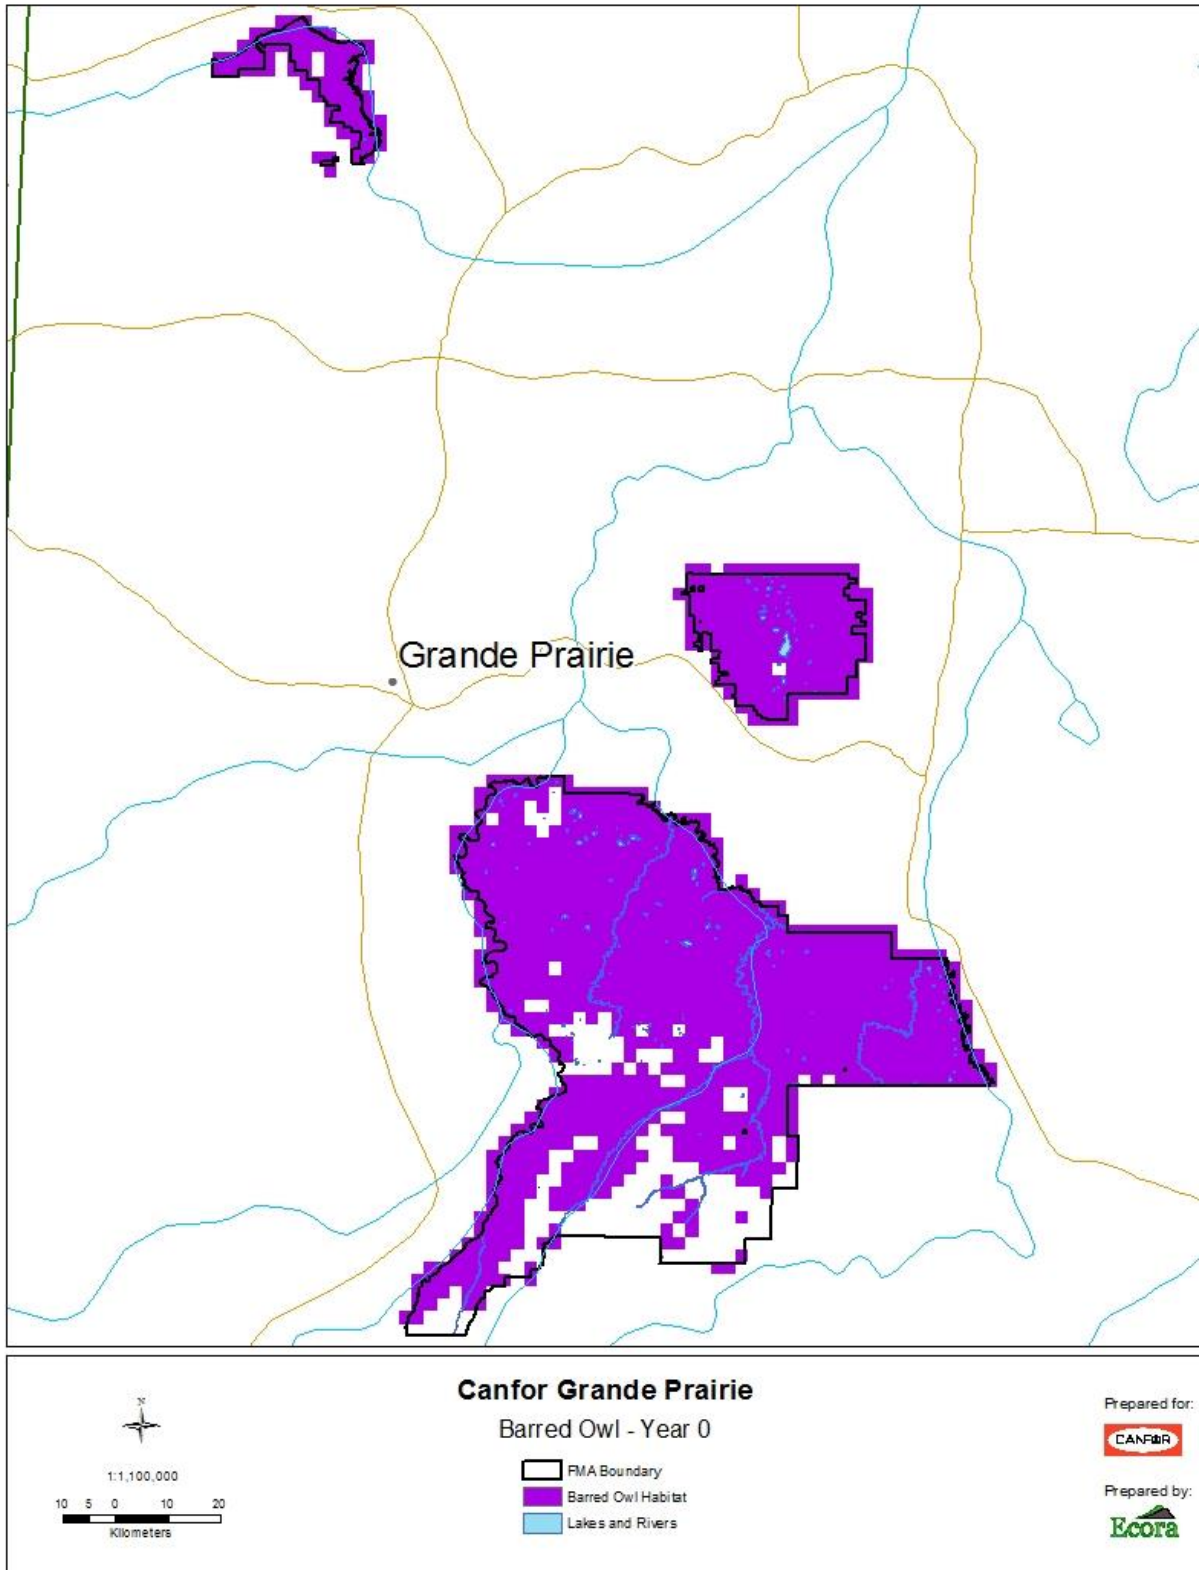 Grande Prairie
Canfor Grande Prairie
Barred Owl - Year 0
N
1:1,100,000
10 5 0 10 20
Kilometers
FMA Boundary
Barred Owl Habitat
Lakes and Rivers
Prepared for:
CANFOR
Prepared by:
Ecora